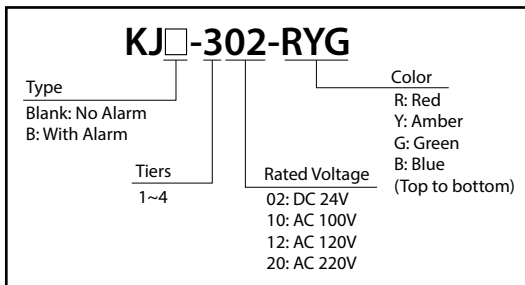 KJ□-302-RYG
Type
Blank: No Alarm
B: With Alarm
Tiers
1~4
Rated Voltage
02: DC 24V
10: AC 100V
12: AC 120V
20: AC 220V
Color
R: Red
Y: Amber
G: Green
B: Blue
(Top to bottom)